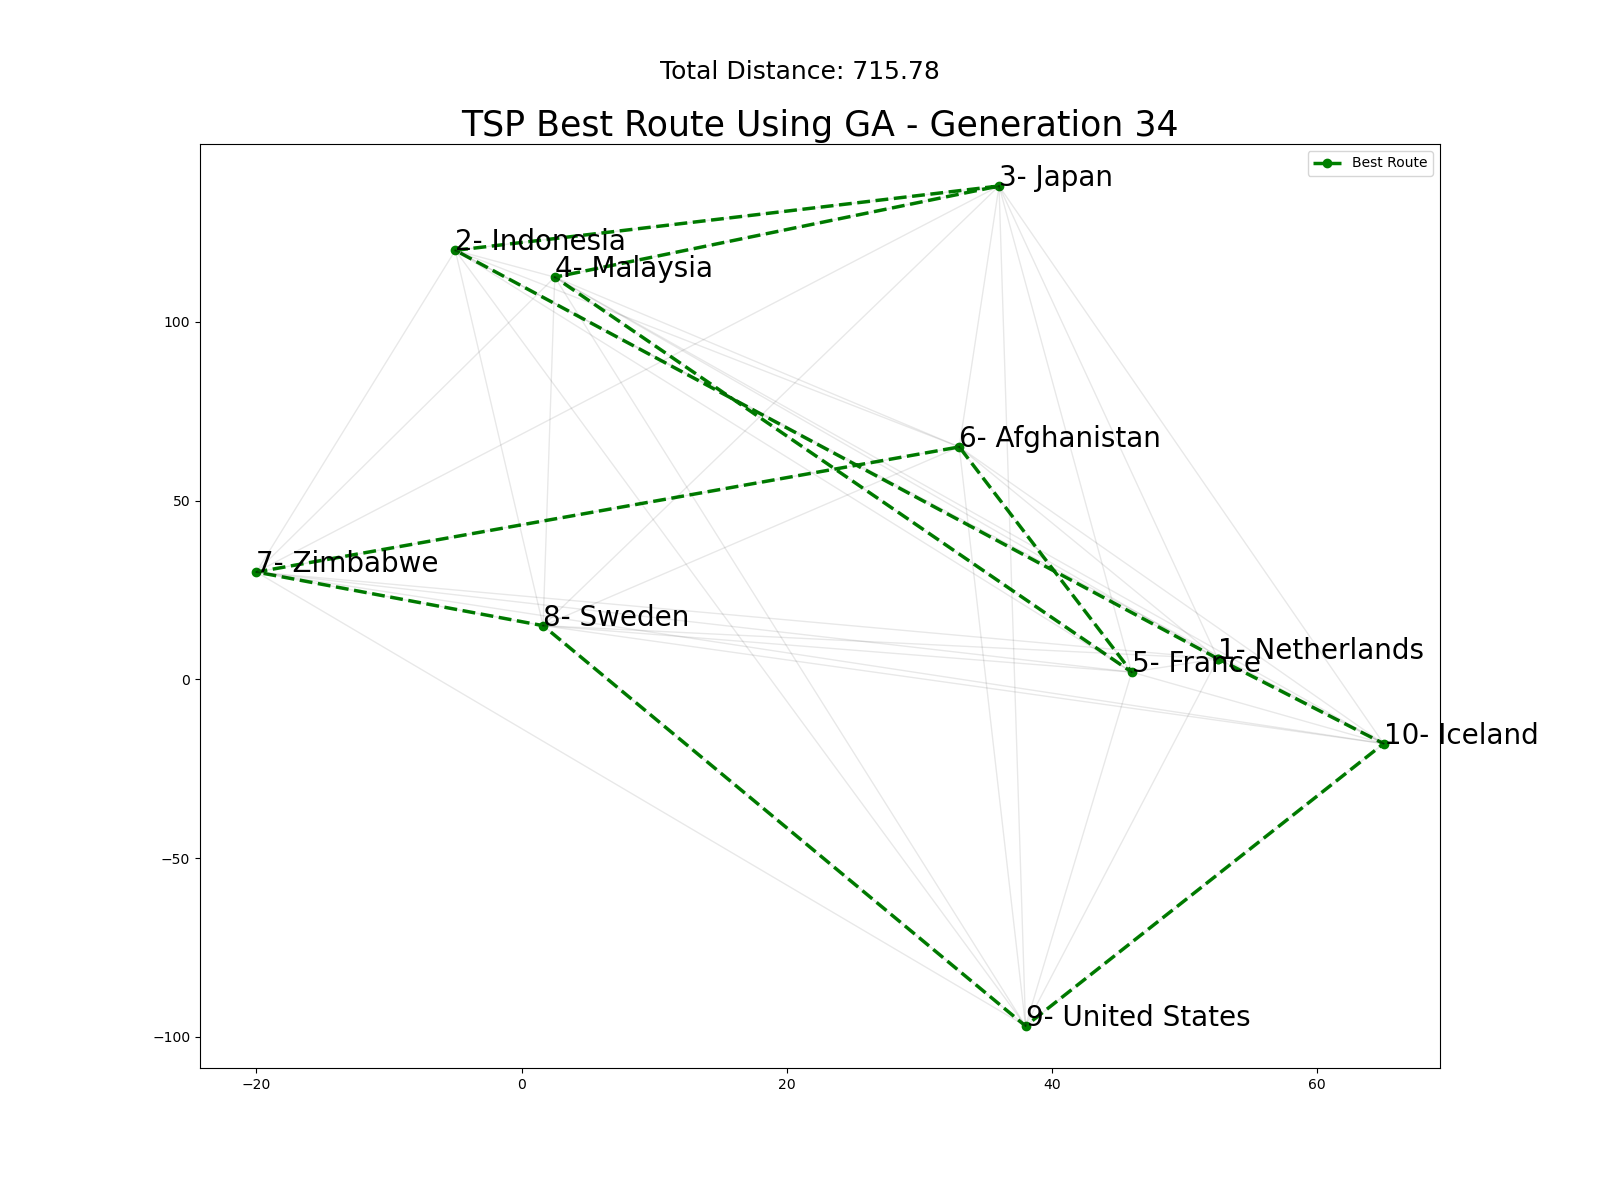 Total Distance: 715.78
TSP Best Route Using GA - Generation 34
Best Route
3- Japan
2- Indonesia
4- Malaysia
100
6- Afghanistan
50
7- Zimbabwe
8- Sweden
1- Netherlands
5- France
0
10- Iceland
−50
9- United States
−100
−20 0 20 40 60